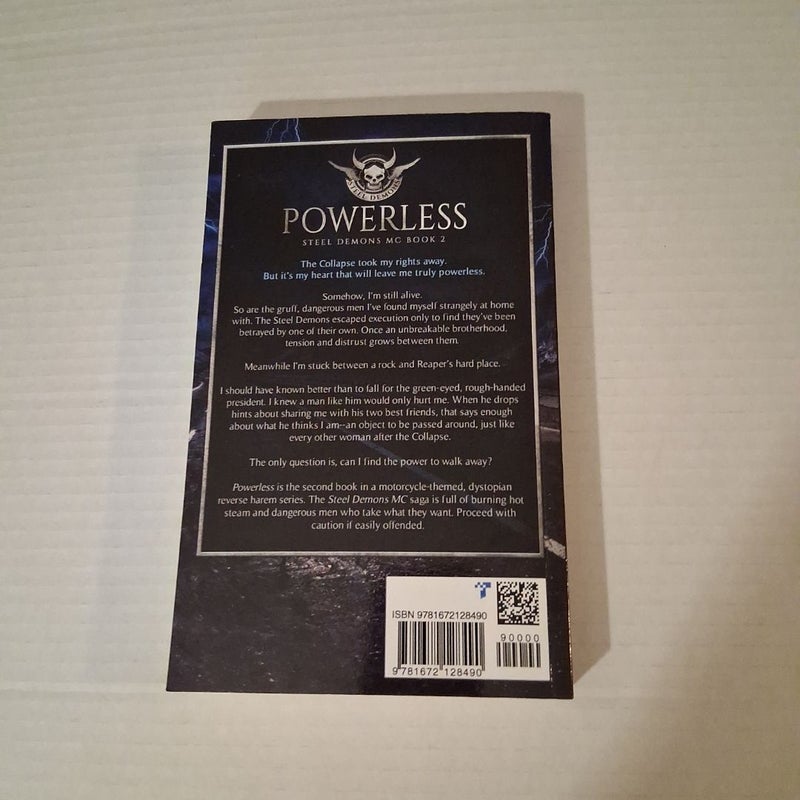 STEEL DEMONS
POWERLESS
STEEL DEMONS MC BOOK 2
The Collapse took my rights away.
But it's my heart that will leave me truly powerless.
Somehow, I'm still alive.
So are the gruff, dangerous men I've found myself strangely at home
with. The Steel Demons escaped execution only to find they've been
betrayed by one of their own. Once an unbreakable brotherhood,
tension and distrust grows between them.
Meanwhile I'm stuck between a rock and Reaper's hard place.
I should have known better than to fall for the green-eyed, rough-handed
president. I knew a man like him would only hurt me. When he drops
hints about sharing me with his two best friends, that says enough
about what he thinks I am—an object to be passed around, just like
every other woman after the Collapse.
The only question is, can I find the power to walk away?
Powerless is the second book in a motorcycle-themed, dystopian
reverse harem series. The Steel Demons MC saga is full of burning hot
steam and dangerous men who take what they want. Proceed with
caution if easily offended.
ISBN 9781672128490
90000
9 781672 128490